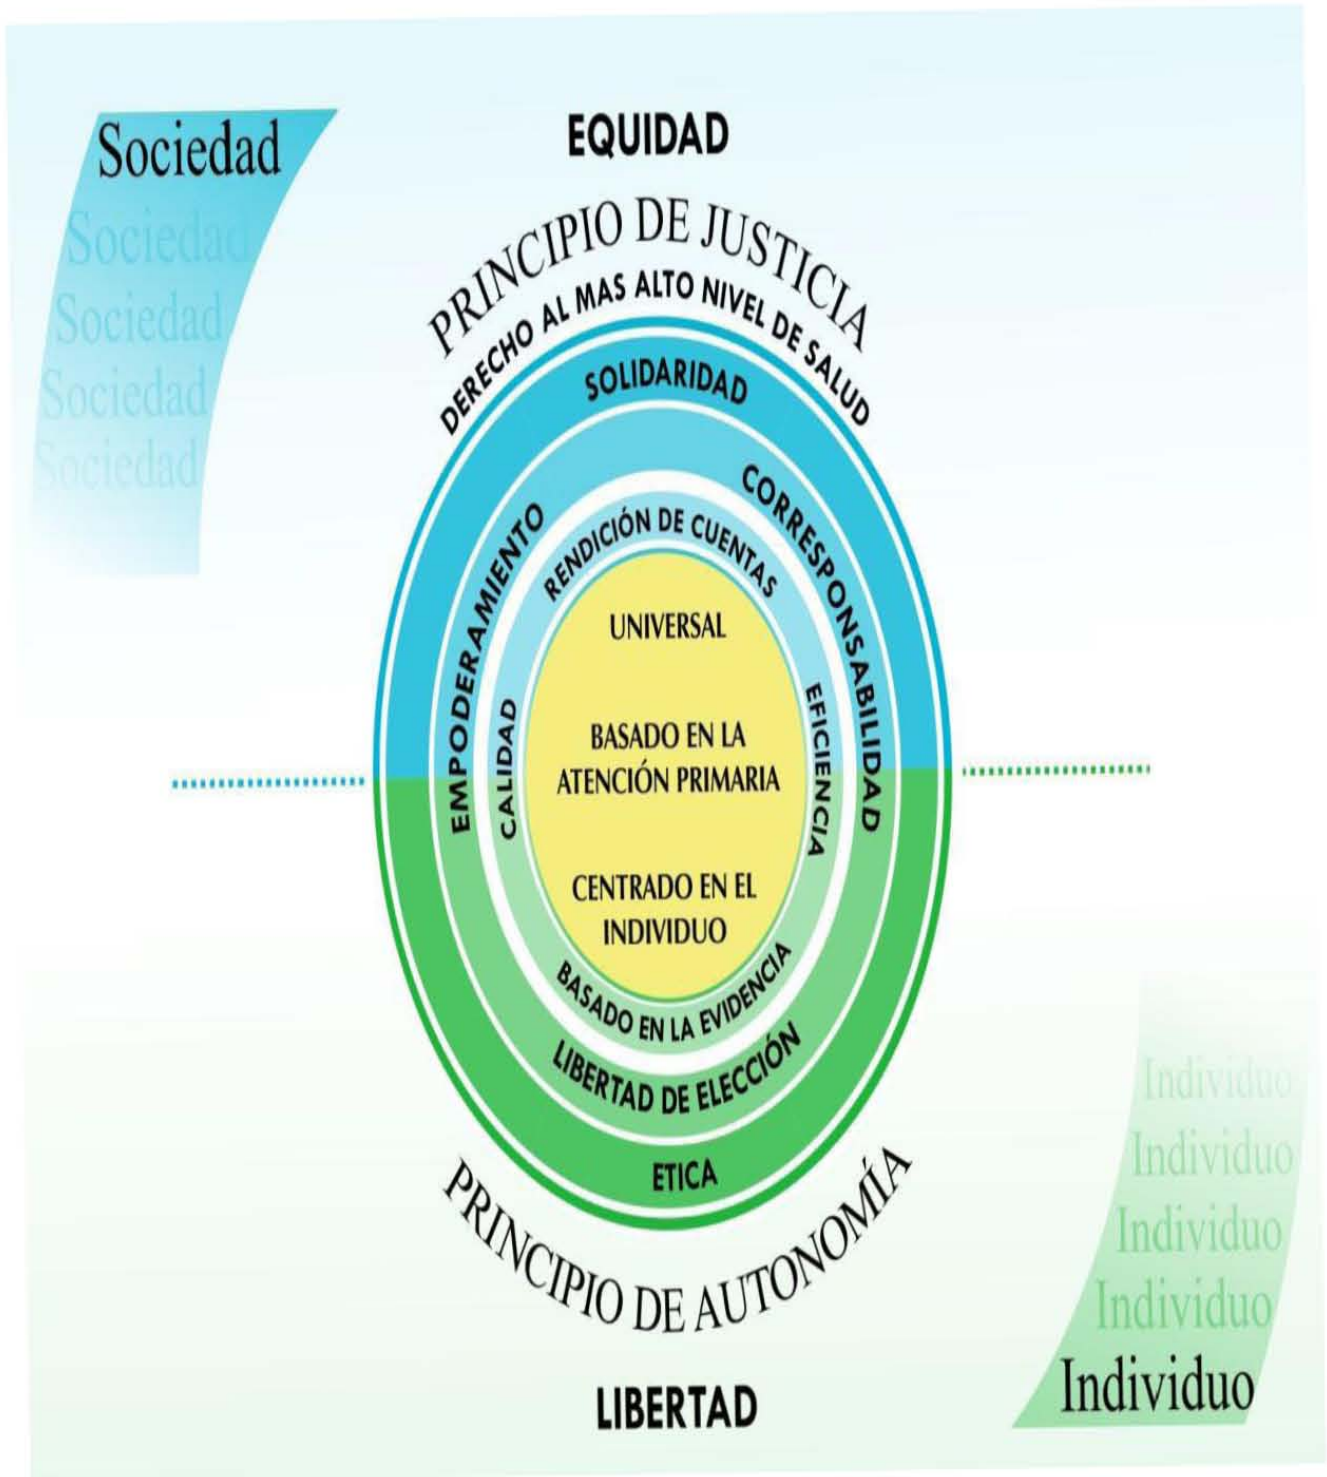 Sociedad
Sociedad
Sociedad
Sociedad
Sociedad
EQUIDAD
PRINCIPIO DE JUSTICIA
DERECHO AL MAS ALTO NIVEL DE SALUD
SOLIDARIDAD
EMPODERAMIENTO
CORRESPONSABILIDAD
RENDICIÓN DE CUENTAS
CALIDAD
EFICIENCIA
UNIVERSAL
BASADO EN LA
ATENCIÓN PRIMARIA
CENTRADO EN EL
INDIVIDUO
BASADO EN LA EVIDENCIA
LIBERTAD DE ELECCIÓN
ETICA
PRINCIPIO DE AUTONOMÍA
LIBERTAD
Individuo
Individuo
Individuo
Individuo
Individuo